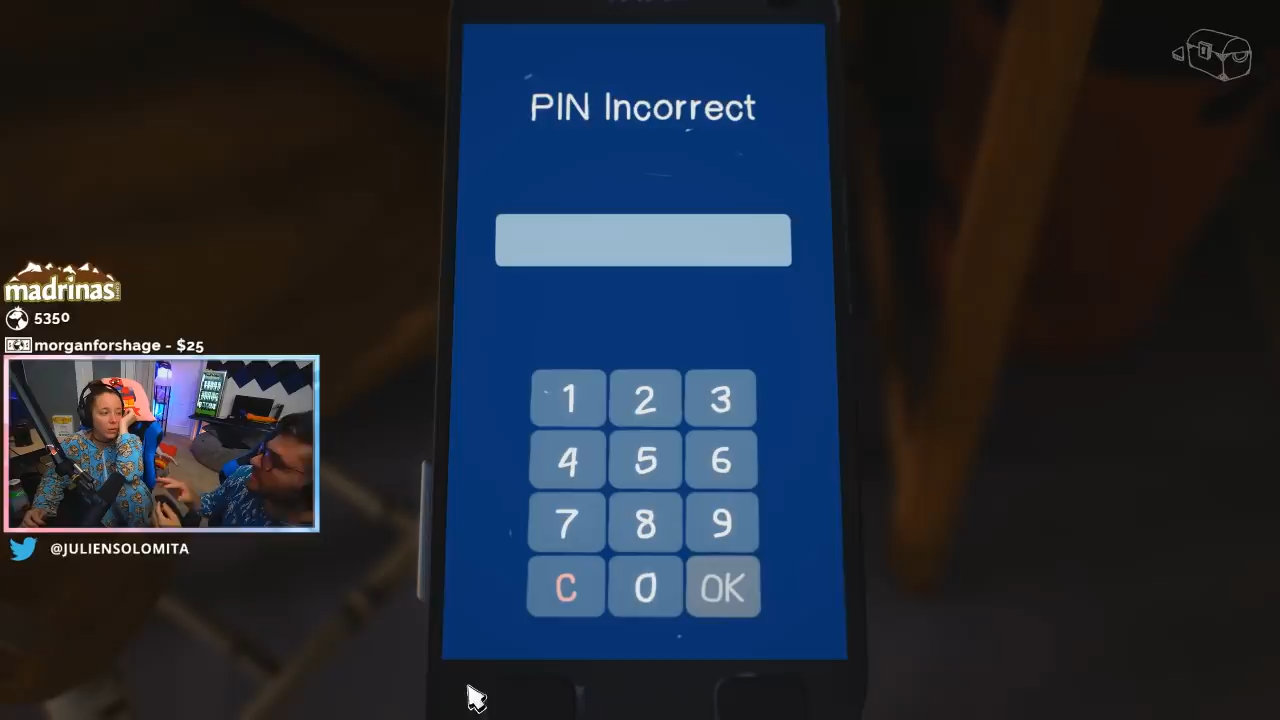 PIN Incorrect
1 2 3
4 5 6
7 8 9
C 0 OK
madrinas
5350
morganforshage - $25
@JULIENSOLOMITA